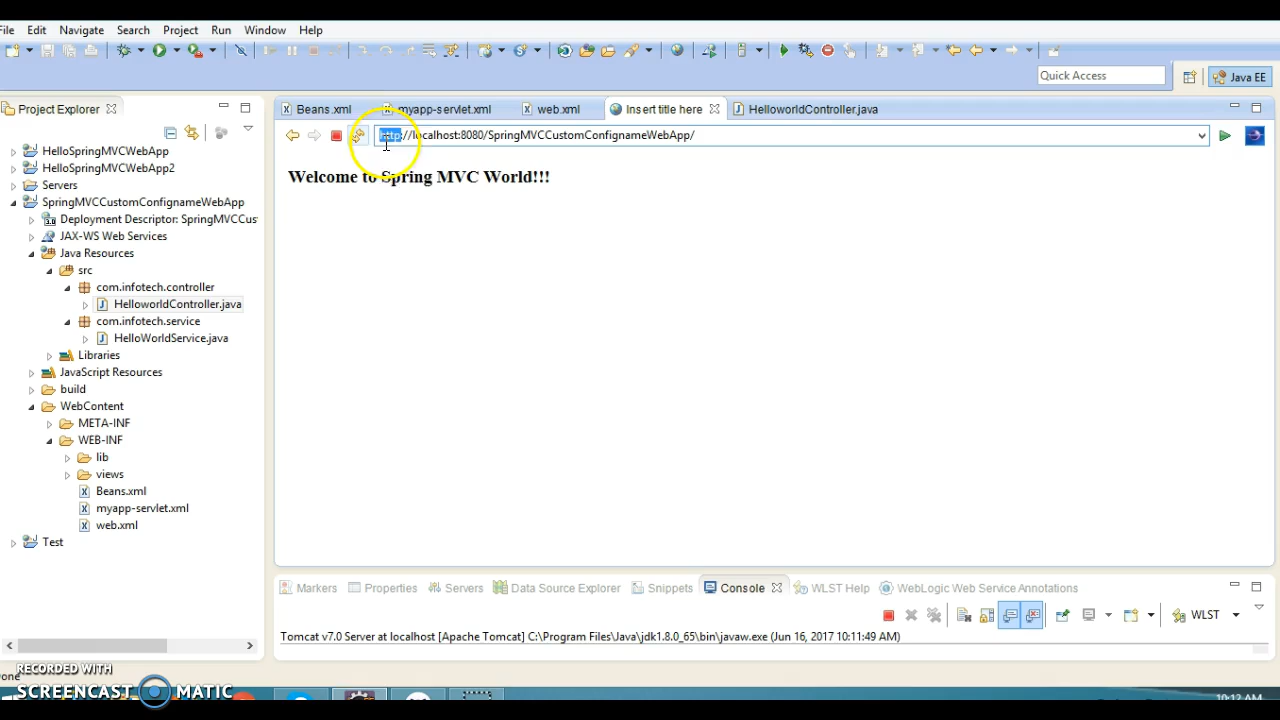 File Edit Navigate Search Project Run Window Help
Quick Access
Java EE
Project Explorer
Beans.xml
myapp-servlet.xml
web.xml
Insert title here
HelloworldController.java
http://localhost:8080/SpringMVCCustomConfignameWebApp/
Welcome to Spring MVC World!!!
HelloSpringMVCWebApp
HelloSpringMVCWebApp2
Servers
SpringMVCCustomConfignameWebApp
Deployment Descriptor: SpringMVCCus
JAX-WS Web Services
Java Resources
src
com.infotech.controller
HelloworldController.java
com.infotech.service
HelloWorldService.java
Libraries
JavaScript Resources
build
WebContent
META-INF
WEB-INF
lib
views
Beans.xml
myapp-servlet.xml
web.xml
Test
Markers
Properties
Servers
Data Source Explorer
Snippets
Console
WLST Help
WebLogic Web Service Annotations
WLST
Tomcat v7.0 Server at localhost [Apache Tomcat] C:\Program Files\Java\jdk1.8.0_65\bin\javaw.exe (Jun 16, 2017 10:11:49 AM)
RECORDED WITH
SCREENCAST MATIC
10:12 AM